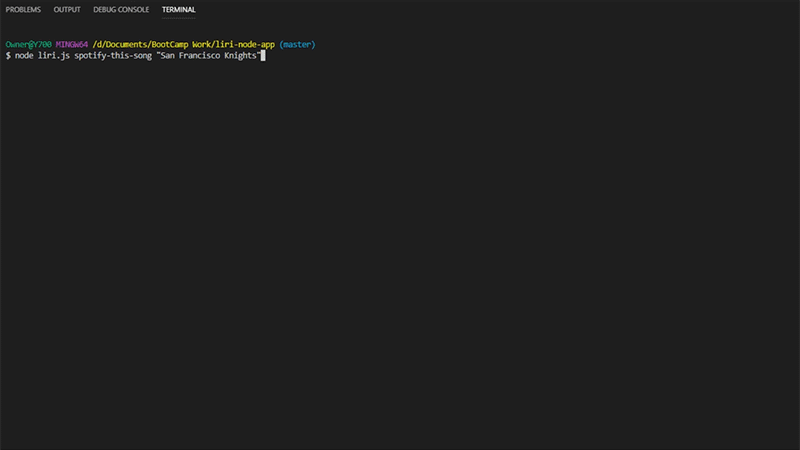 PROBLEMS OUTPUT DEBUG CONSOLE TERMINAL
Owner@Y700 MINGW64 /d/Documents/BootCamp Work/liri-node-app (master)
$ node liri.js spotify-this-song "San Francisco Knights"